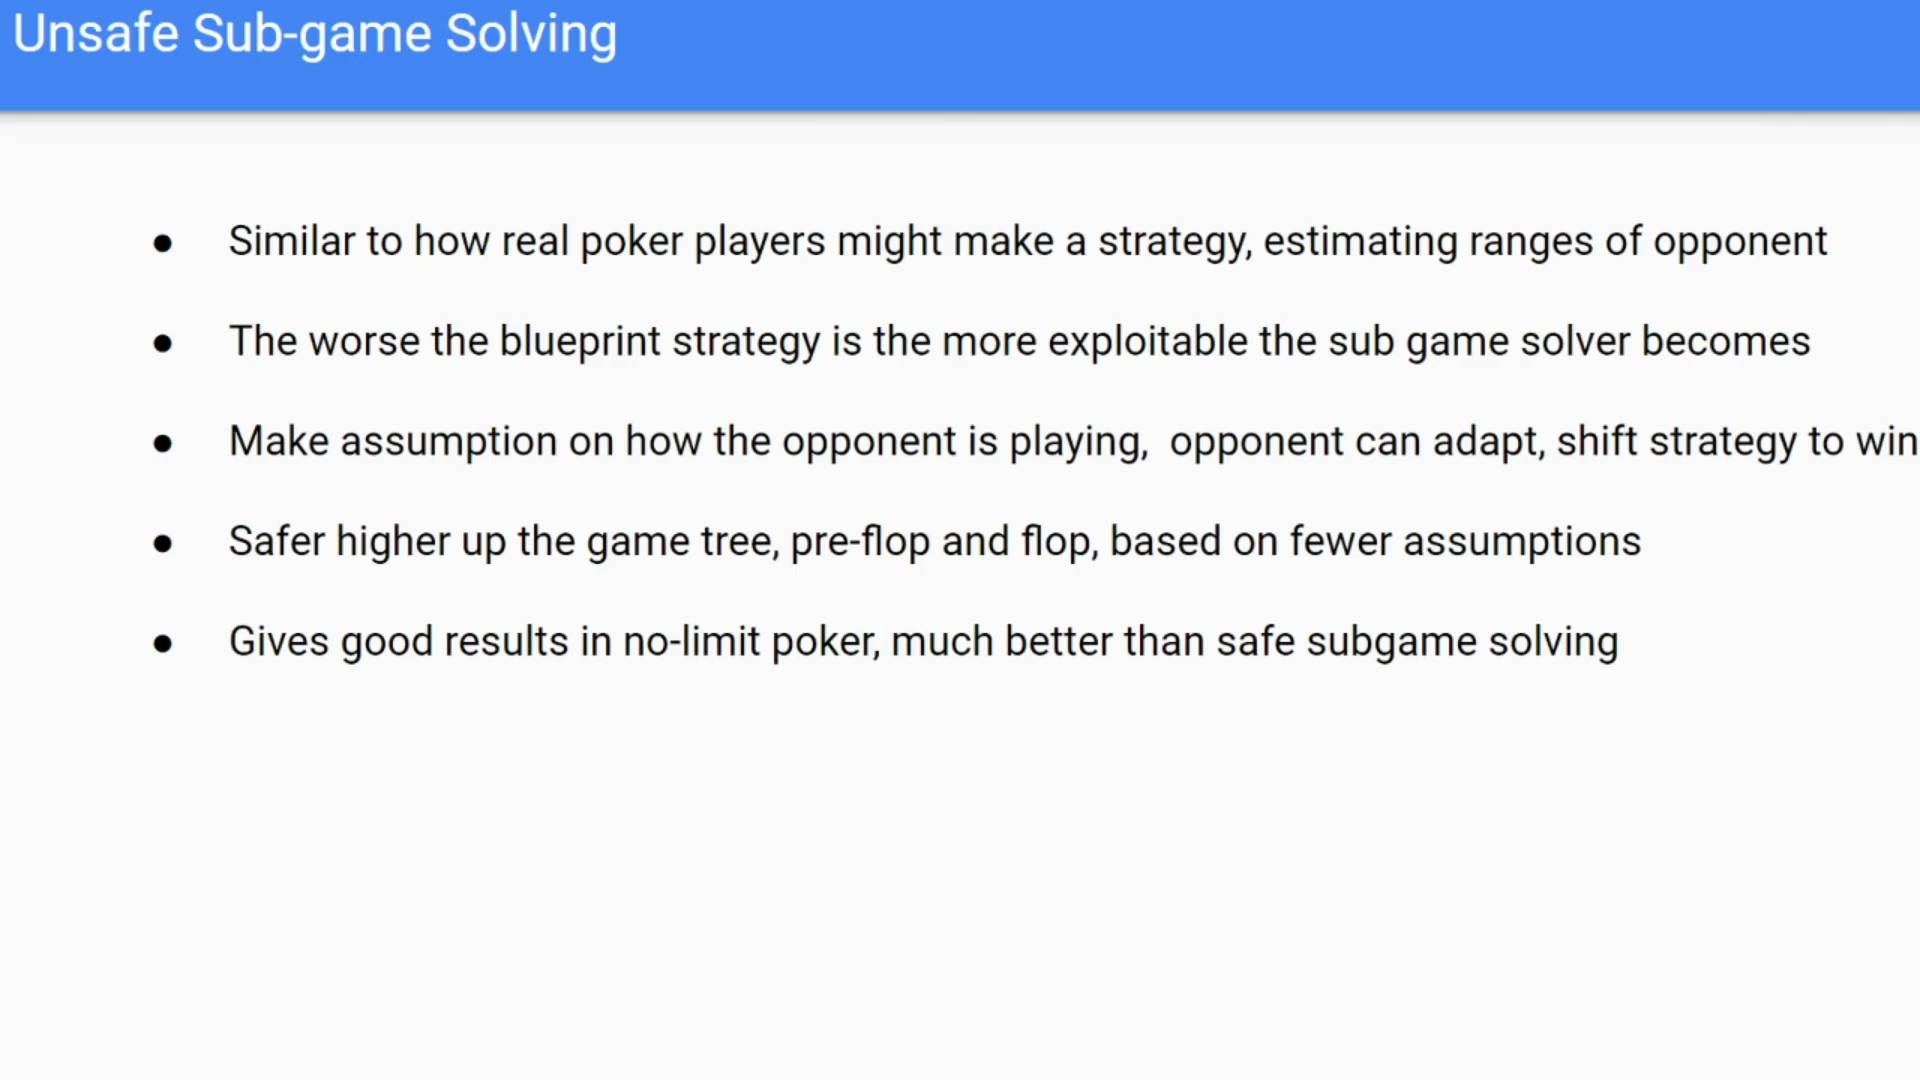 Unsafe Sub-game Solving
● Similar to how real poker players might make a strategy, estimating ranges of opponent
● The worse the blueprint strategy is the more exploitable the sub game solver becomes
● Make assumption on how the opponent is playing,  opponent can adapt, shift strategy to win
● Safer higher up the game tree, pre-flop and flop, based on fewer assumptions
● Gives good results in no-limit poker, much better than safe subgame solving